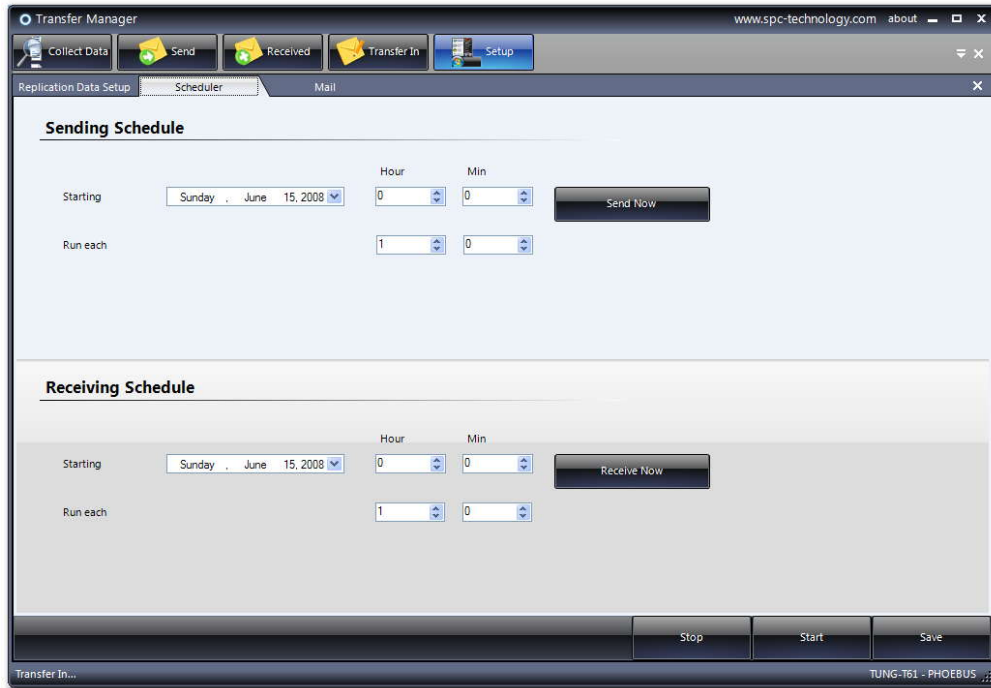 Transfer Manager www.spc-technology.com about
Collect Data Send Received Transfer In Setup
Replication Data Setup Scheduler Mail
Sending Schedule
Hour Min
Starting Sunday , June 15, 2008 0 0 Send Now
Run each 1 0
Receiving Schedule
Hour Min
Starting Sunday , June 15, 2008 0 0 Receive Now
Run each 1 0
Stop Start Save
Transfer In... TUNG-T61 - PHOEBUS